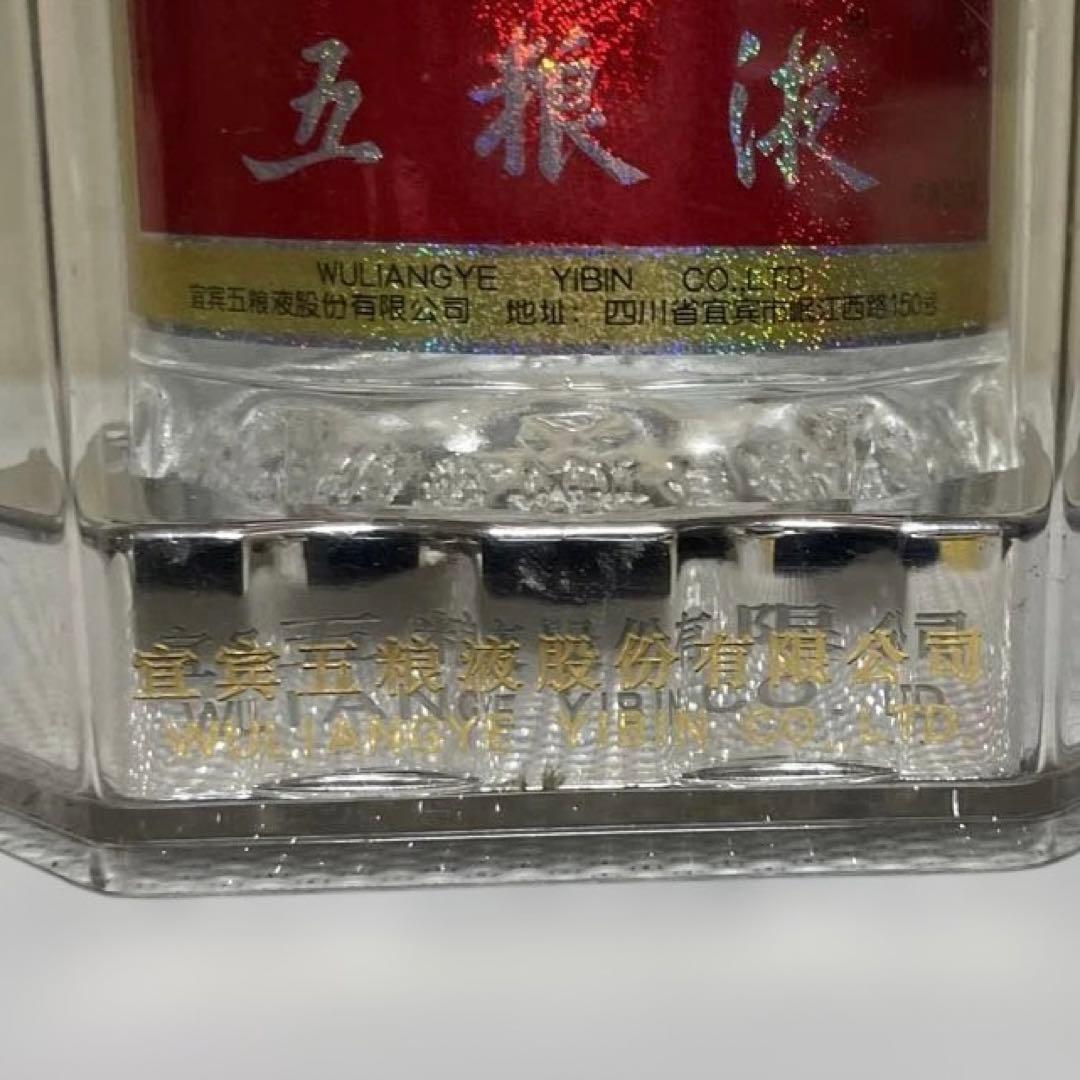 五粮液
WULIANGYE YIBIN CO.,LTD.
宜宾五粮液股份有限公司 地址：四川省宜宾市岷江西路150号
宜宾五粮液股份有限公司
WULIANGYE YIBIN CO., LTD.